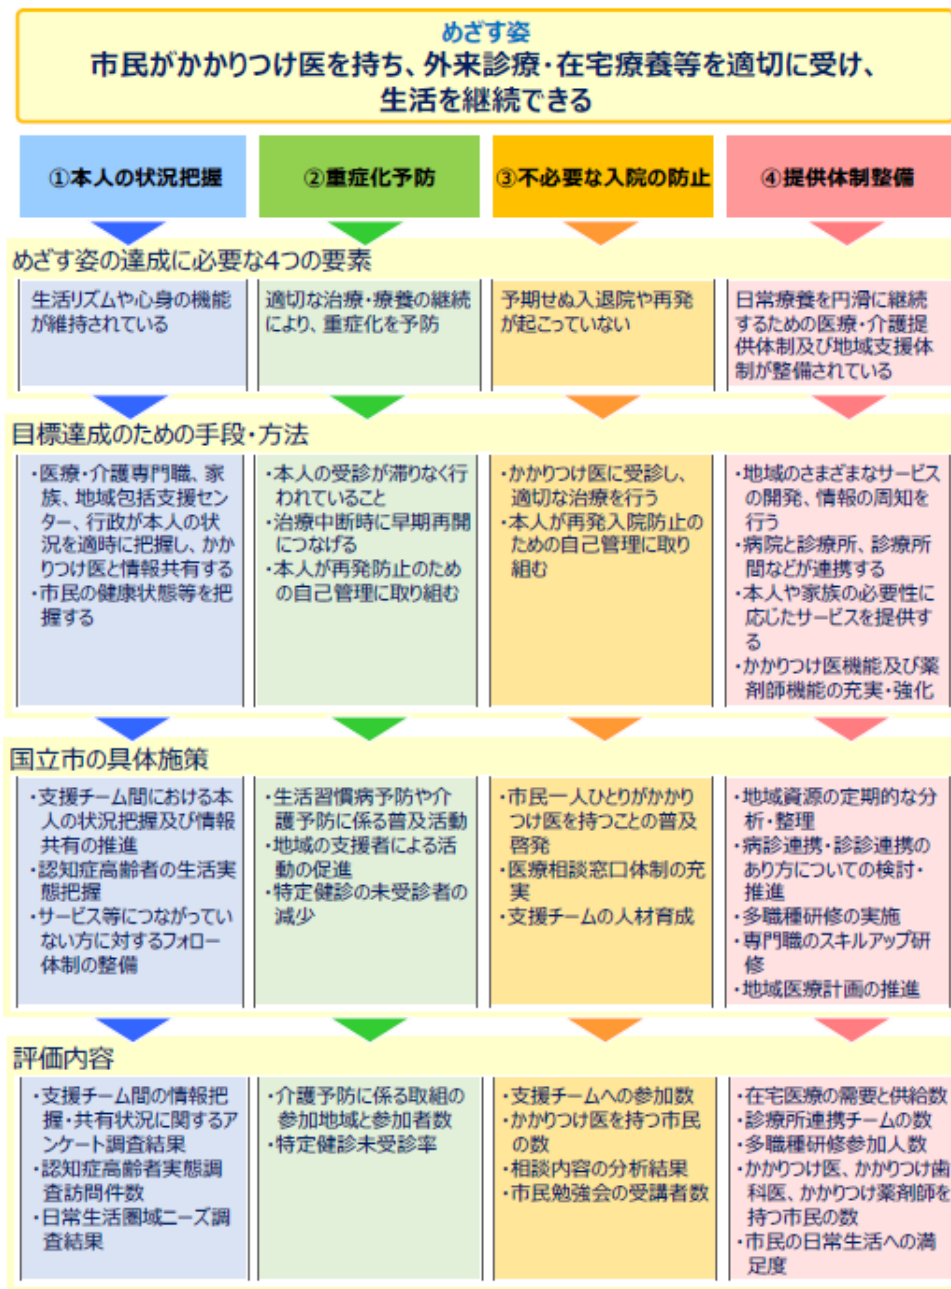 めざす姿
市民がかかりつけ医を持ち、外来診療・在宅療養等を適切に受け、
生活を継続できる
①本人の状況把握
②重症化予防
③不必要な入院の防止
④提供体制整備
めざす姿の達成に必要な4つの要素
生活リズムや心身の機能
が維持されている
適切な治療・療養の継続
により、重症化を予防
予期せぬ入退院や再発
が起こっていない
日常療養を円滑に継続
するための医療・介護提
供体制及び地域支援体
制が整備されている
目標達成のための手段・方法
・医療・介護専門職、家
族、地域包括支援セン
ター、行政が本人の状
況を適時に把握し、かか
りつけ医と情報共有する
・市民の健康状態等を把
握する
・本人の受診が滞りなく行
われていること
・治療中断時に早期再開
につなげる
・本人が再発防止のため
の自己管理に取り組む
・かかりつけ医に受診し、
適切な治療を行う
・本人が再発入院防止の
ための自己管理に取り
組む
・地域のさまざまなサービス
の開発、情報の周知を
行う
・病院と診療所、診療所
間などが連携する
・本人や家族の必要性に
応じたサービスを提供す
る
・かかりつけ医機能及び薬
剤師機能の充実・強化
国立市の具体施策
・支援チーム間における本
人の状況把握及び情報
共有の推進
・認知症高齢者の生活実
態把握
・サービス等につながってい
ない方に対するフォロー
体制の整備
・生活習慣病予防や介
護予防に係る普及活動
・地域の支援者による活
動の促進
・特定健診の未受診者の
減少
・市民一人ひとりがかかり
つけ医を持つことの普及
啓発
・医療相談窓口体制の充
実
・支援チームの人材育成
・地域資源の定期的な分
析・整理
・病診連携・診診連携の
あり方についての検討・
推進
・多職種研修の実施
・専門職のスキルアップ研
修
・地域医療計画の推進
評価内容
・支援チーム間の情報把
握・共有状況に関するア
ンケート調査結果
・認知症高齢者実態調
査訪問件数
・日常生活圏域ニーズ調
査結果
・介護予防に係る取組の
参加地域と参加者数
・特定健診未受診率
・支援チームへの参加数
・かかりつけ医を持つ市民
の数
・相談内容の分析結果
・市民勉強会の受講者数
・在宅医療の需要と供給数
・診療所連携チームの数
・多職種研修参加人数
・かかりつけ医、かかりつけ歯
科医、かかりつけ薬剤師を
持つ市民の数
・市民の日常生活への満
足度